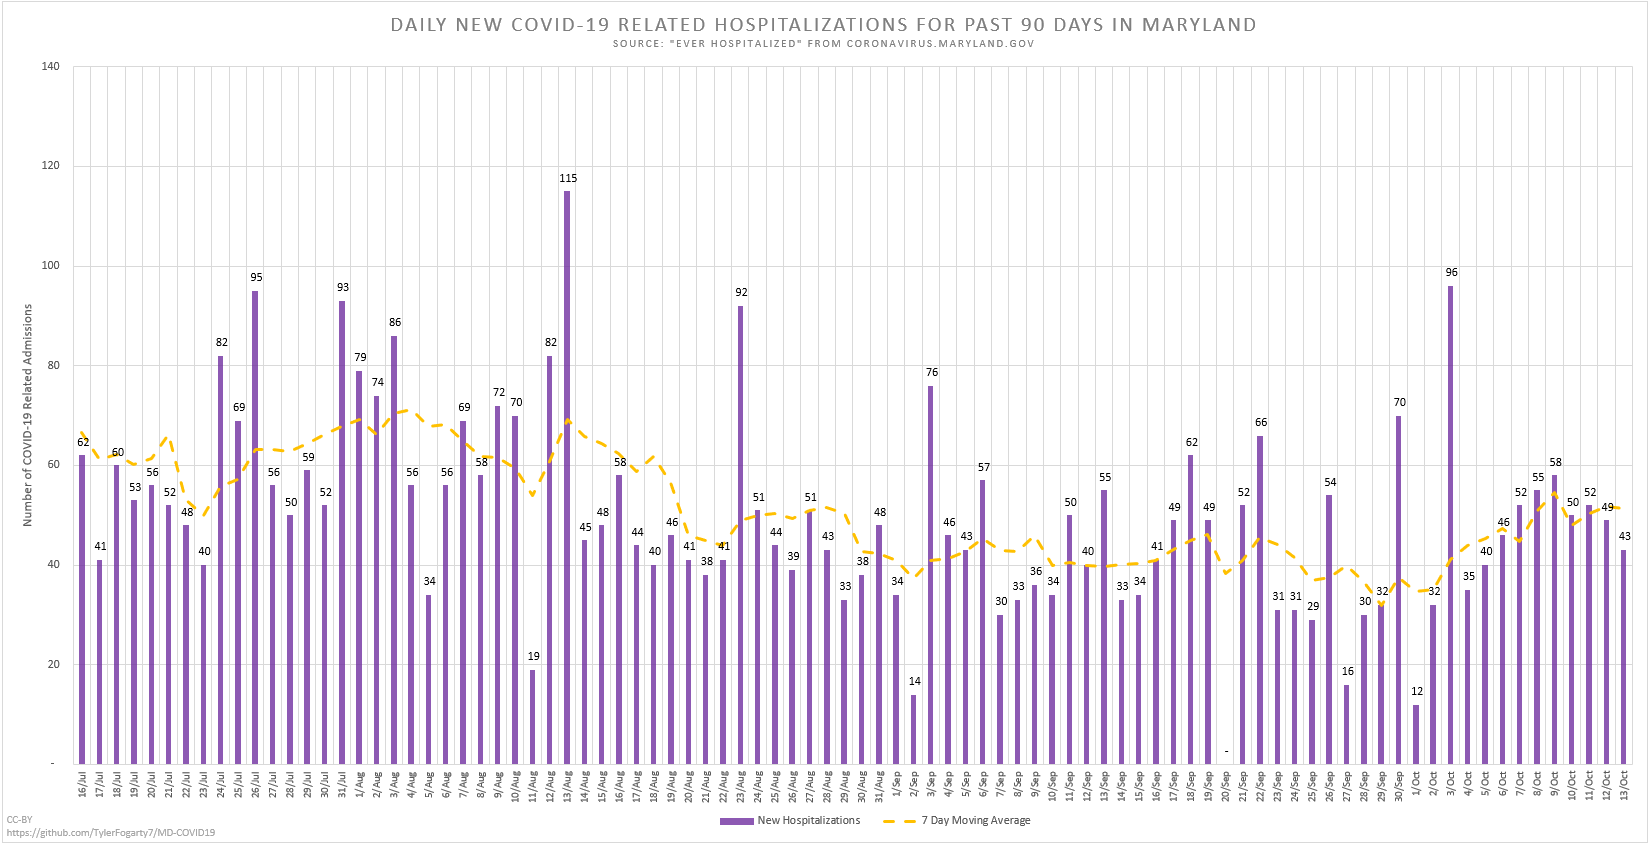 DAILY NEW COVID-19 RELATED HOSPITALIZATIONS FOR PAST 90 DAYS IN MARYLAND
SOURCE: "EVER HOSPITALIZED" FROM CORONAVIRUS.MARYLAND.GOV
Number of COVID-19 Related Admissions
140
120
100
80
60
40
20
-
62 41 60 53 56 52 48 40 82 69 95 56 50 59 52 93 79 74 86 56 34 56 69 58 72 70 19 82 115 45 48 58 44 40 46 41 38 41 92 51 44 39 51 43 33 38 48 34 14 76 46 43 57 30 33 36 34 50 40 55 33 34 41 49 62 49 - 52 66 31 31 29 54 16 30 32 70 12 32 96 35 40 46 52 55 58 50 52 49 43
16/Jul 17/Jul 18/Jul 19/Jul 20/Jul 21/Jul 22/Jul 23/Jul 24/Jul 25/Jul 26/Jul 27/Jul 28/Jul 29/Jul 30/Jul 31/Jul 1/Aug 2/Aug 3/Aug 4/Aug 5/Aug 6/Aug 7/Aug 8/Aug 9/Aug 10/Aug 11/Aug 12/Aug 13/Aug 14/Aug 15/Aug 16/Aug 17/Aug 18/Aug 19/Aug 20/Aug 21/Aug 22/Aug 23/Aug 24/Aug 25/Aug 26/Aug 27/Aug 28/Aug 29/Aug 30/Aug 31/Aug 1/Sep 2/Sep 3/Sep 4/Sep 5/Sep 6/Sep 7/Sep 8/Sep 9/Sep 10/Sep 11/Sep 12/Sep 13/Sep 14/Sep 15/Sep 16/Sep 17/Sep 18/Sep 19/Sep 20/Sep 21/Sep 22/Sep 23/Sep 24/Sep 25/Sep 26/Sep 27/Sep 28/Sep 29/Sep 30/Sep 1/Oct 2/Oct 3/Oct 4/Oct 5/Oct 6/Oct 7/Oct 8/Oct 9/Oct 10/Oct 11/Oct 12/Oct 13/Oct
New Hospitalizations 7 Day Moving Average
CC-BY
https://github.com/TylerFogarty7/MD-COVID19